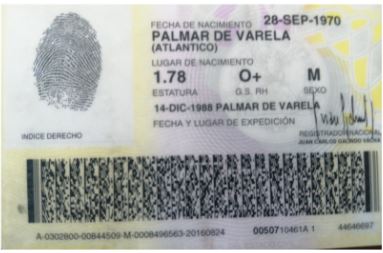 FECHA DE NACIMIENTO 28-SEP-1970
PALMAR DE VARELA
(ATLANTICO)
LUGAR DE NACIMIENTO
1.78 O+ M
ESTATURA G.S. RH SEXO
14-DIC-1988 PALMAR DE VARELA
FECHA Y LUGAR DE EXPEDICIÓN
INDICE DERECHO
REGISTRADOR NACIONAL
JUAN CARLOS GALINDO VACHA
A-0302800-00844509-M-0008496563-20160824 0050710461A 1 44646697